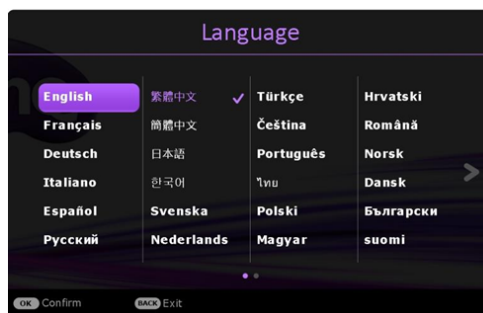 Language
English
Français
Deutsch
Italiano
Español
Русский
繁體中文
簡體中文
日本語
한국어
Svenska
Nederlands
Türkçe
Čeština
Português
ไทย
Polski
Magyar
Hrvatski
Română
Norsk
Dansk
Български
suomi
OK Confirm
BACK Exit